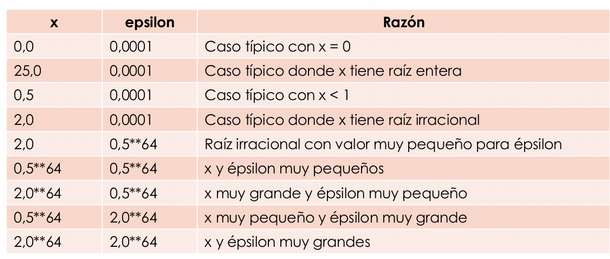 x epsilon Razón
0,0 0,0001 Caso típico con x = 0
25,0 0,0001 Caso típico donde x tiene raíz entera
0,5 0,0001 Caso típico con x < 1
2,0 0,0001 Caso típico donde x tiene raíz irracional
2,0 0,5**64 Raíz irracional con valor muy pequeño para épsilon
0,5**64 0,5**64 x y épsilon muy pequeños
2,0**64 0,5**64 x muy grande y épsilon muy pequeño
0,5**64 2,0**64 x muy pequeño y épsilon muy grande
2,0**64 2,0**64 x y épsilon muy grandes